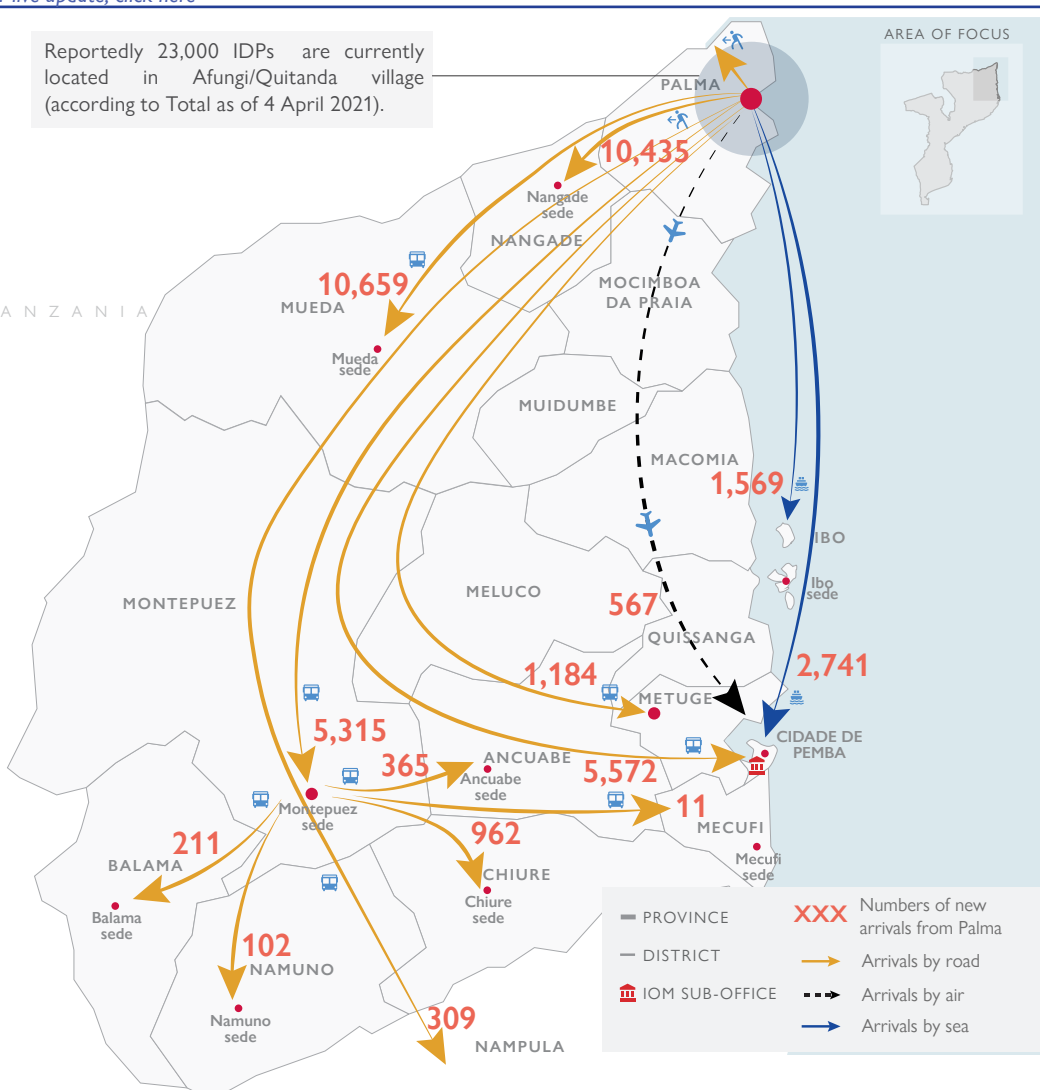 live update, click here
AREA OF FOCUS
Reportedly 23,000 IDPs are currently
located in Afungi/Quitanda village
(according to Total as of 4 April 2021).
PALMA
10,435
Nangade
sede
NANGADE
10,659
MUEDA
MOCIMBOA
DA PRAIA
ANZANIA
Mueda
sede
MUIDUMBE
MACOMIA
1,569
IBO
Ibo
sede
MONTEPUEZ
MELUCO
567
QUISSANGA
2,741
1,184
METUGE
5,315
CIDADE DE
PEMBA
365
ANCUABE
Ancuabe
sede
5,572
Montepuez
sede
11
MECUFI
Mecufi
sede
211
BALAMA
962
CHIURE
Chiure
sede
Balama
sede
102
NAMUNO
Namuno
sede
309
NAMPULA
PROVINCE
DISTRICT
IOM SUB-OFFICE
XXX
Numbers of new
arrivals from Palma
Arrivals by road
Arrivals by air
Arrivals by sea